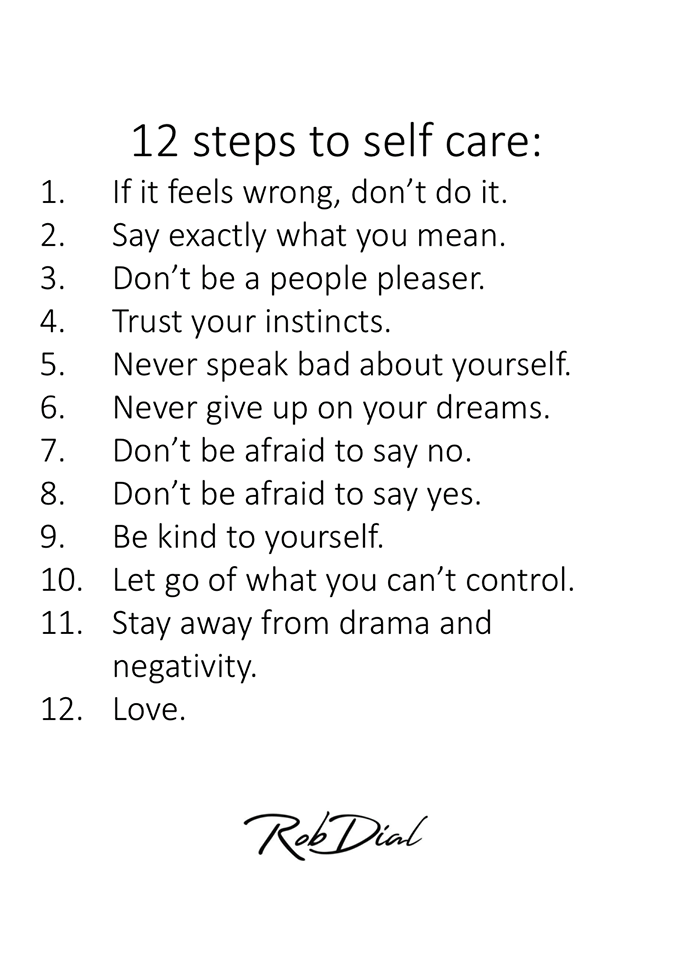 12 steps to self care:
1. If it feels wrong, don’t do it.
2. Say exactly what you mean.
3. Don’t be a people pleaser.
4. Trust your instincts.
5. Never speak bad about yourself.
6. Never give up on your dreams.
7. Don’t be afraid to say no.
8. Don’t be afraid to say yes.
9. Be kind to yourself.
10. Let go of what you can’t control.
11. Stay away from drama and
negativity.
12. Love.
Rob Dial